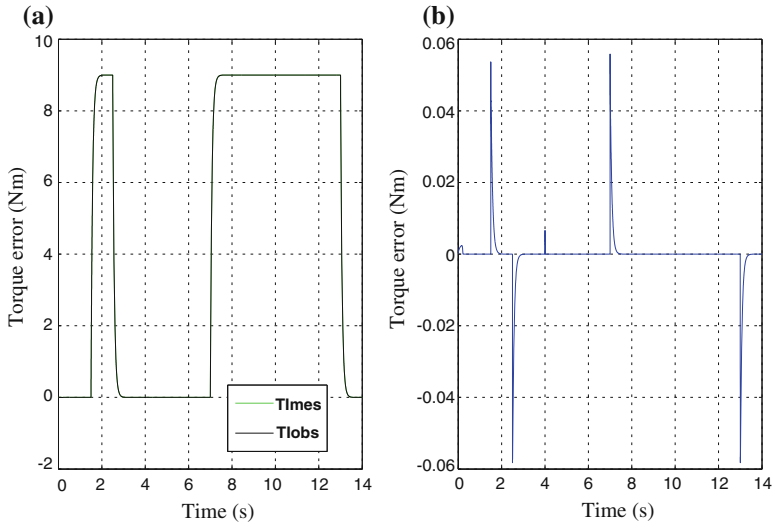 (a)
10
8
6
4
2
0
-2
Torque error (Nm)
0 2 4 6 8 10 12 14
Time (s)
Tlmes
Tlobs
(b)
0.06
0.04
0.02
0
-0.02
-0.04
-0.06
Torque error (Nm)
0 2 4 6 8 10 12 14
Time (s)